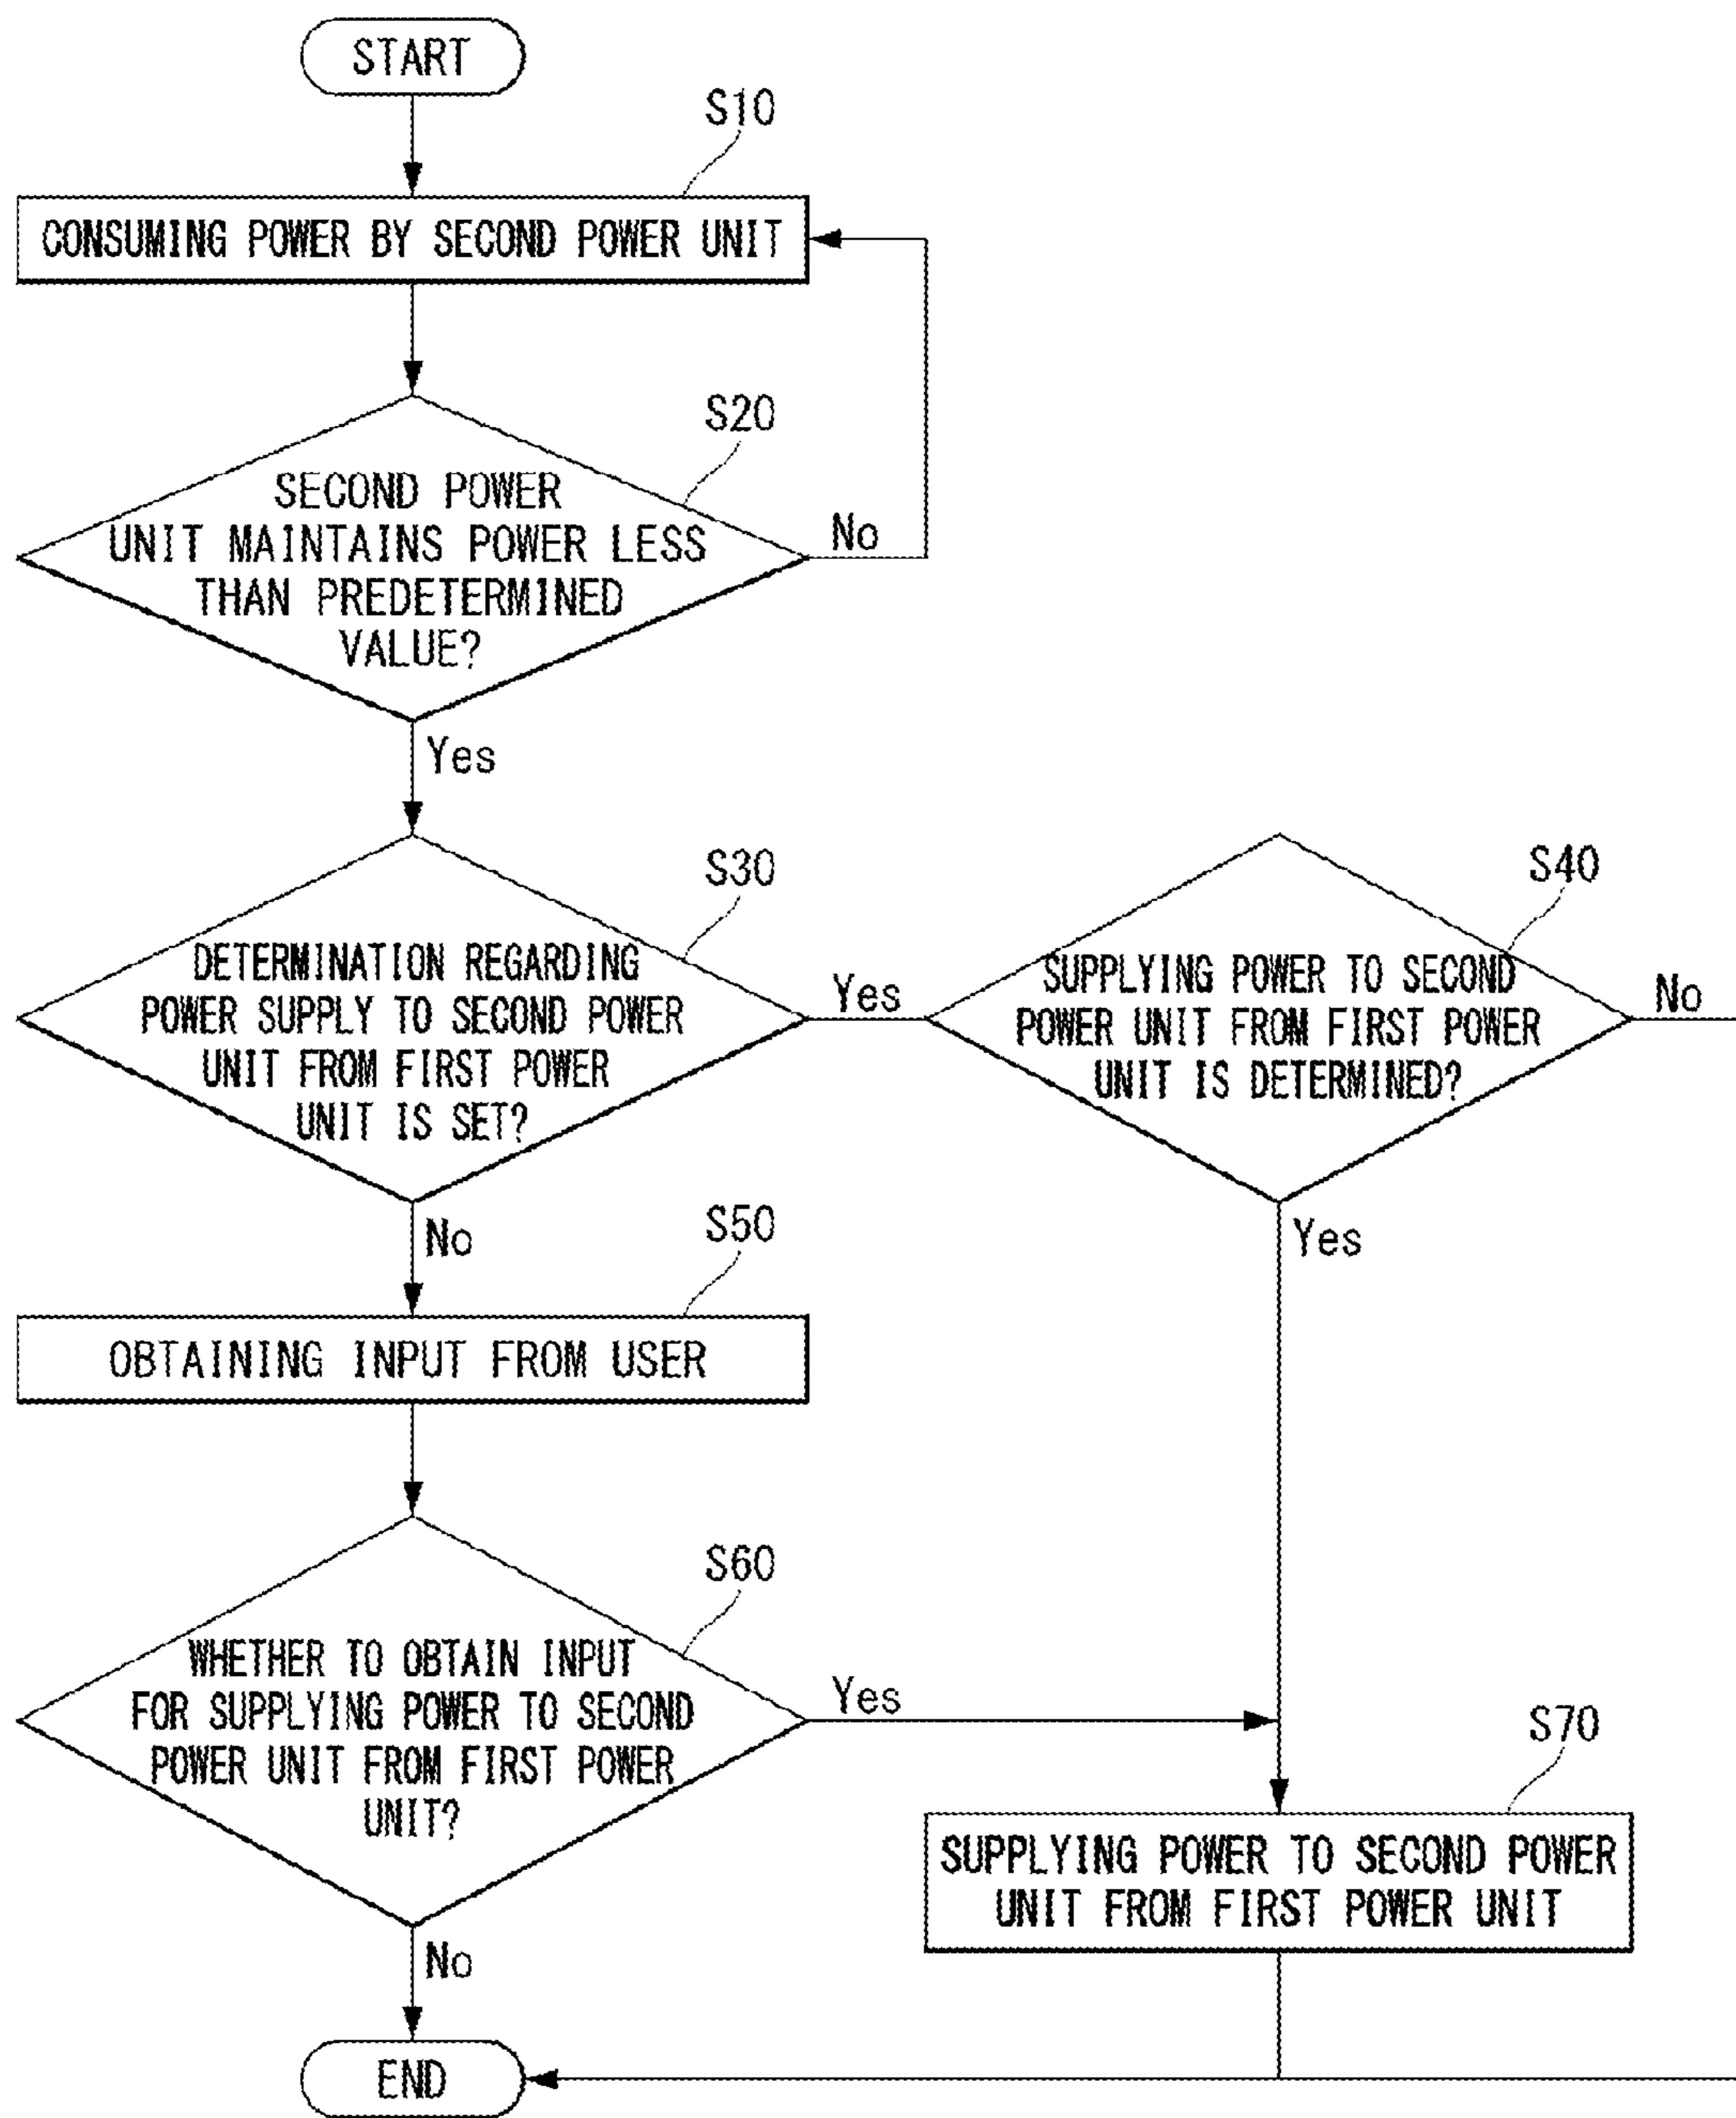 START
S10
CONSUMING POWER BY SECOND POWER UNIT
S20
SECOND POWER
UNIT MAINTAINS POWER LESS
THAN PREDETERMINED
VALUE?
No
Yes
S30
DETERMINATION REGARDING
POWER SUPPLY TO SECOND POWER
UNIT FROM FIRST POWER
UNIT IS SET?
Yes
S40
SUPPLYING POWER TO SECOND
POWER UNIT FROM FIRST POWER
UNIT IS DETERMINED?
No
No
Yes
S50
OBTAINING INPUT FROM USER
S60
WHETHER TO OBTAIN INPUT
FOR SUPPLYING POWER TO SECOND
POWER UNIT FROM FIRST POWER
UNIT?
Yes
S70
SUPPLYING POWER TO SECOND POWER
UNIT FROM FIRST POWER UNIT
No
END